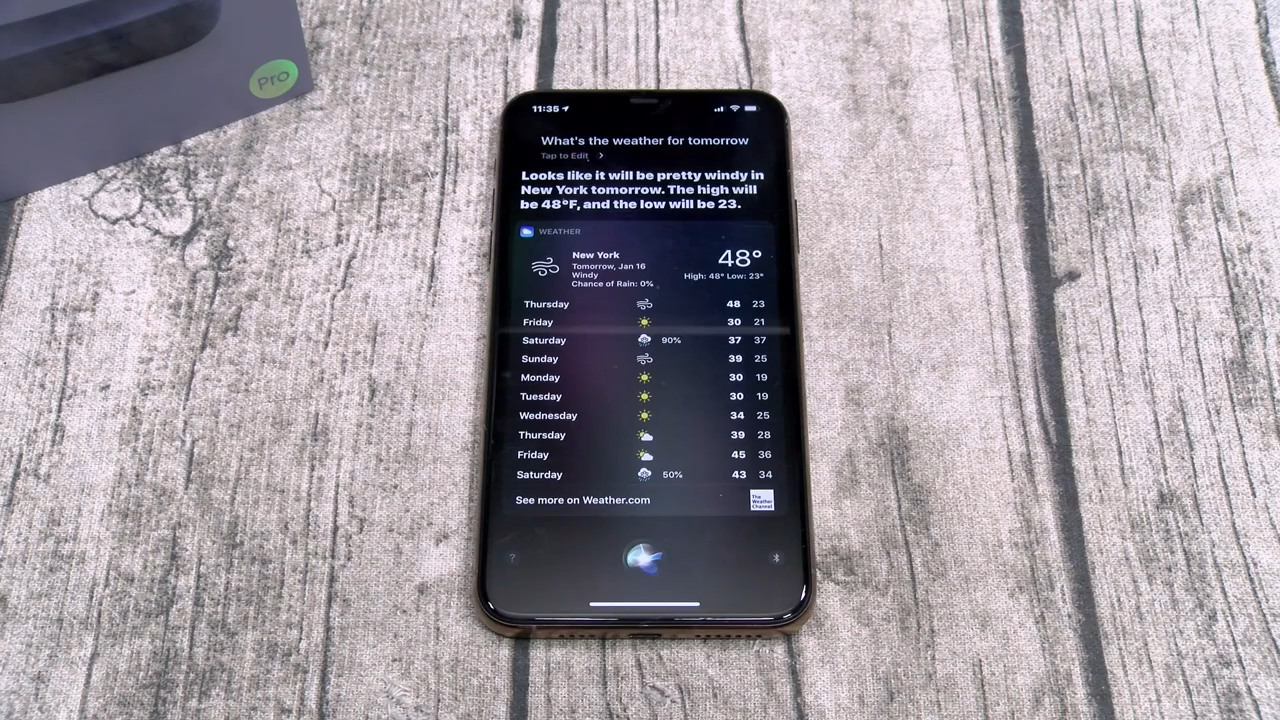 Pro
11:35
What's the weather for tomorrow
Tap to Edit
Looks like it will be pretty windy in
New York tomorrow. The high will
be 48°F, and the low will be 23.
WEATHER
New York
Tomorrow, Jan 16
Windy
Chance of Rain: 0%
48°
High: 48° Low: 23°
Thursday 48 23
Friday 30 21
Saturday 90% 37 37
Sunday 39 25
Monday 30 19
Tuesday 30 19
Wednesday 34 25
Thursday 39 28
Friday 45 36
Saturday 50% 43 34
See more on Weather.com
The
Weather
Channel
?